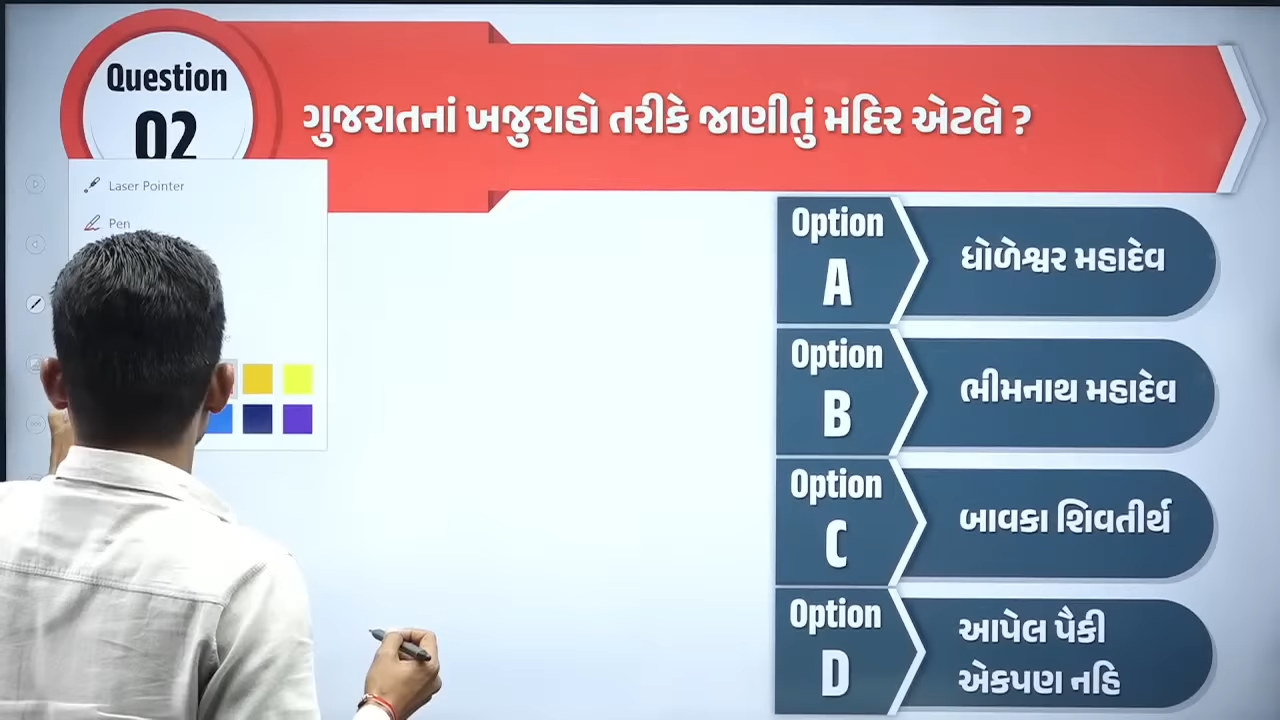 Question
02
ગુજરાતનાં ખજુરાહો તરીકે જાણીતું મંદિર એટલે ?
Laser Pointer
Pen
Option
A
ધોળેશ્વર મહાદેવ
Option
B
ભીમનાથ મહાદેવ
Option
C
બાવકા શિવતીર્થ
Option
D
આપેલ પૈકી
એકપણ નહિ